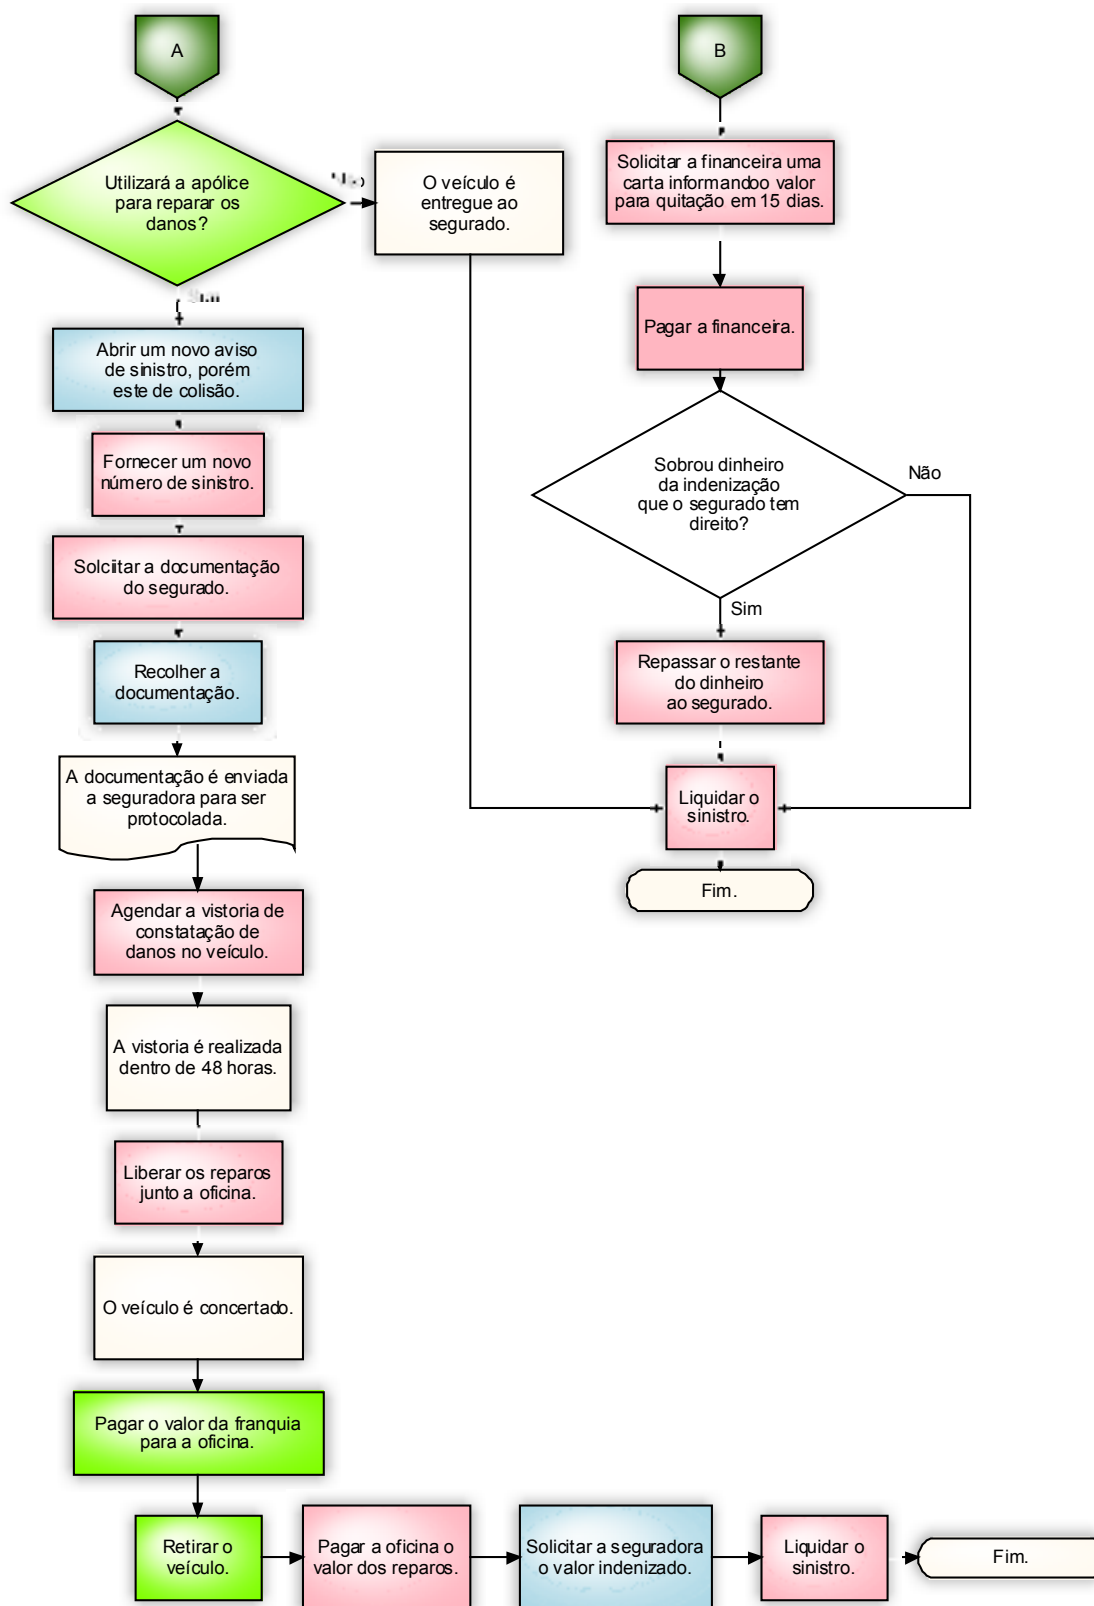 A
Utilizará a apólice
para reparar os
danos?
O veículo é
entregue ao
segurado.
Abrir um novo aviso
de sinistro, porém
este de colisão.
Fornecer um novo
número de sinistro.
Solciitar a documentação
do segurado.
Recolher a
documentação.
A documentação é enviada
a seguradora para ser
protocolada.
Agendar a vistoria de
constatação de
danos no veículo.
A vistoria é realizada
dentro de 48 horas.
Liberar os reparos
junto a oficina.
O veículo é concertado.
Pagar o valor da franquia
para a oficina.
Retirar o
veículo.
Pagar a oficina o
valor dos reparos.
Solicitar a seguradora
o valor indenizado.
Liquidar o
sinistro.
Fim.
B
Solicitar a financeira uma
carta informandoo valor
para quitação em 15 dias.
Pagar a financeira.
Sobrou dinheiro
da indenização
que o segurado tem
direito?
Não
Sim
Repassar o restante
do dinheiro
ao segurado.
Liquidar o
sinistro.
Fim.